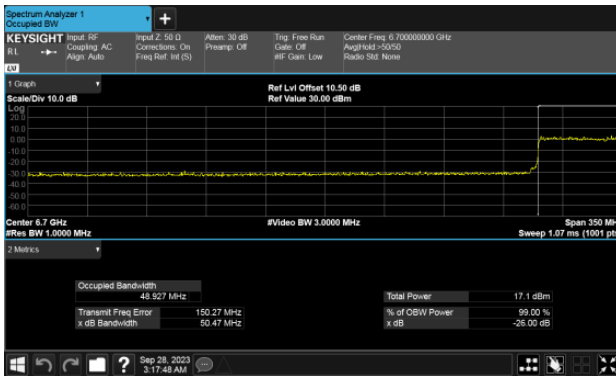 Spectrum Analyzer 1
Occupied BW
KEYSIGHT
R L
LXI
Input: RF
Coupling: AC
Align: Auto
Input Z: 50 Ω
Corrections: On
Freq Ref: Int (S)
Atten: 30 dB
Preamp: Off
Trig: Free Run
Gate: Off
#IF Gain: Low
Center Freq: 6.700000000 GHz
Avg|Hold:>50/50
Radio Std: None
1 Graph
Scale/Div 10.0 dB
Ref Lvl Offset 10.50 dB
Ref Value 30.00 dBm
Log
20.0
10.0
0.00
-10.0
-20.0
-30.0
-40.0
-50.0
-60.0
Center 6.7 GHz
#Res BW 1.0000 MHz
#Video BW 3.0000 MHz
Span 350 MH
Sweep 1.07 ms (1001 pts
2 Metrics
Occupied Bandwidth
48.927 MHz
Transmit Freq Error 150.27 MHz
x dB Bandwidth 50.47 MHz
Total Power 17.1 dBm
% of OBW Power 99.00 %
x dB -26.00 dB
?
Sep 28, 2023
3:17:48 AM